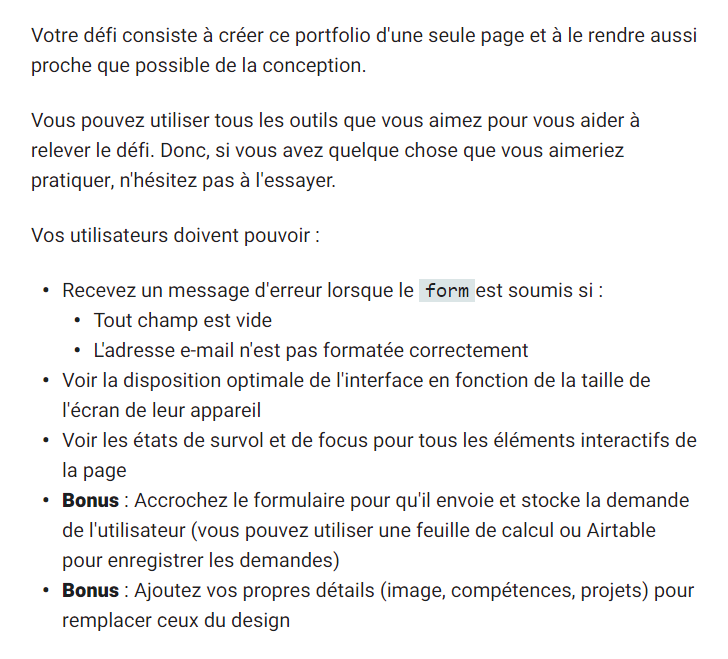 Votre défi consiste à créer ce portfolio d'une seule page et à le rendre aussi
proche que possible de la conception.
Vous pouvez utiliser tous les outils que vous aimez pour vous aider à
relever le défi. Donc, si vous avez quelque chose que vous aimeriez
pratiquer, n'hésitez pas à l'essayer.
Vos utilisateurs doivent pouvoir :
• Recevez un message d'erreur lorsque le form est soumis si :
• Tout champ est vide
• L'adresse e-mail n'est pas formatée correctement
• Voir la disposition optimale de l'interface en fonction de la taille de
l'écran de leur appareil
• Voir les états de survol et de focus pour tous les éléments interactifs de
la page
• Bonus : Accrochez le formulaire pour qu'il envoie et stocke la demande
de l'utilisateur (vous pouvez utiliser une feuille de calcul ou Airtable
pour enregistrer les demandes)
• Bonus : Ajoutez vos propres détails (image, compétences, projets) pour
remplacer ceux du design